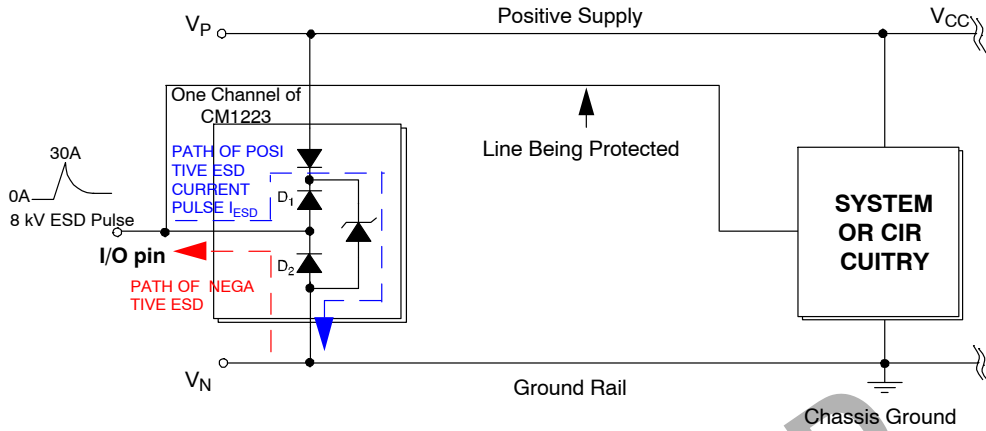 Positive Supply
VP
VCC
One Channel of
CM1223
PATH OF POSI
TIVE ESD
CURRENT
PULSE IESD
D1
30A
0A
8 kV ESD Pulse
I/O pin
D2
PATH OF NEGA
TIVE ESD
Line Being Protected
SYSTEM
OR CIR
CUITRY
VN
Ground Rail
Chassis Ground